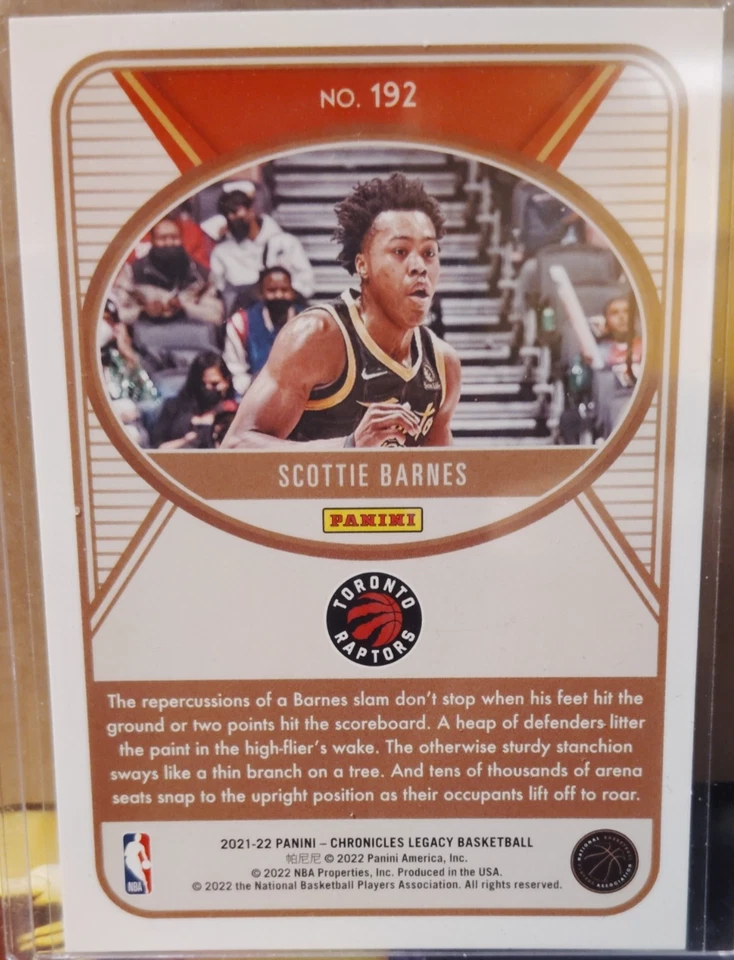 NO. 192
SCOTTIE BARNES
PANINI
TORONTO
RAPTORS
The repercussions of a Barnes slam don't stop when his feet hit the
ground or two points hit the scoreboard. A heap of defenders litter
the paint in the high-flier's wake. The otherwise sturdy stanchion
sways like a thin branch on a tree. And tens of thousands of arena
seats snap to the upright position as their occupants lift off to roar.
2021-22 PANINI – CHRONICLES LEGACY BASKETBALL
帕尼尼 © 2022 Panini America, Inc.
© 2022 NBA Properties, Inc. Produced in the USA.
© 2022 the National Basketball Players Association. All rights reserved.
NBA
NATIONAL BASKETBALL
ASSOCIATION